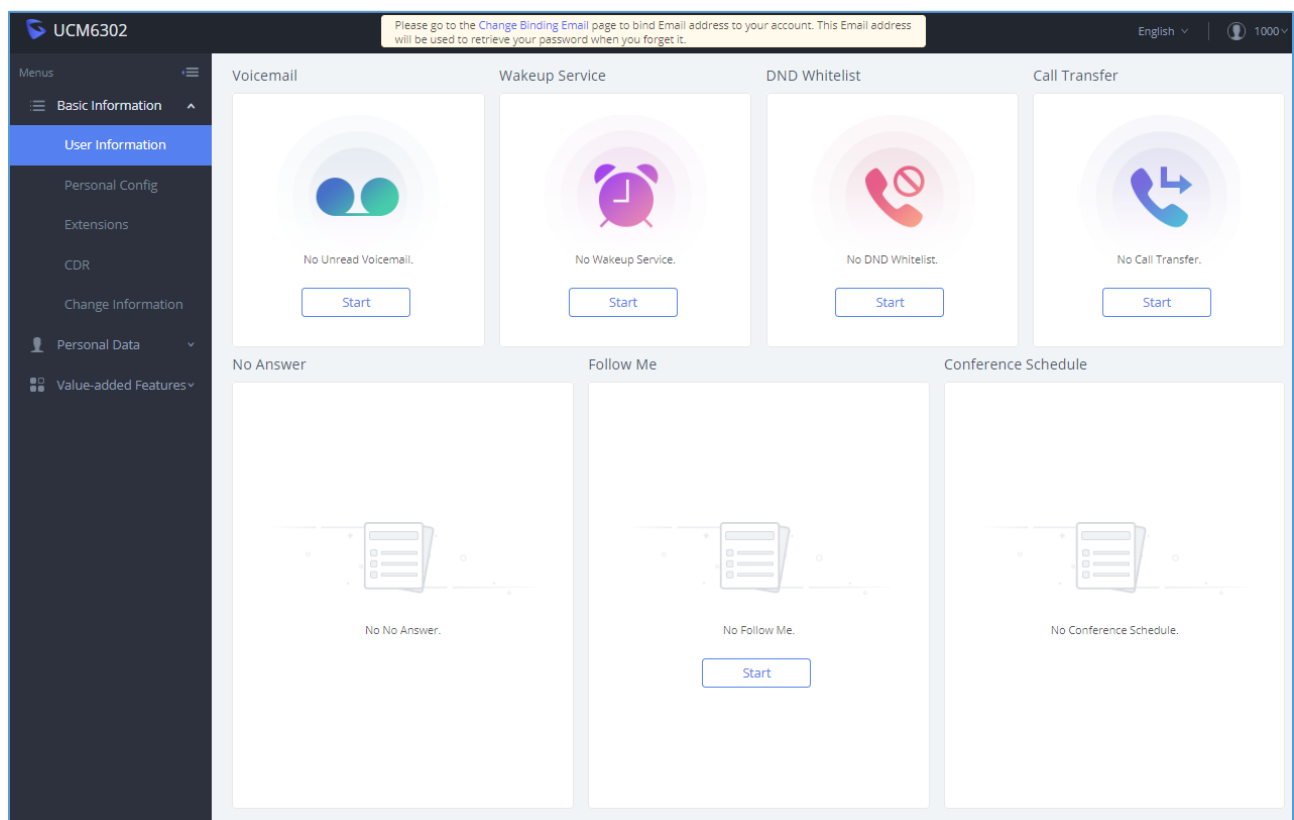 UCM6302
Please go to the Change Binding Email page to bind Email address to your account. This Email address
will be used to retrieve your password when you forget it.
English
1000
Menus
Basic Information
User Information
Personal Config
Extensions
CDR
Change Information
Personal Data
Value-added Features
Voicemail
Wakeup Service
DND Whitelist
Call Transfer
No Unread Voicemail.
No Wakeup Service.
No DND Whitelist.
No Call Transfer.
Start
Start
Start
Start
No Answer
Follow Me
Conference Schedule
No No Answer.
No Follow Me.
No Conference Schedule.
Start